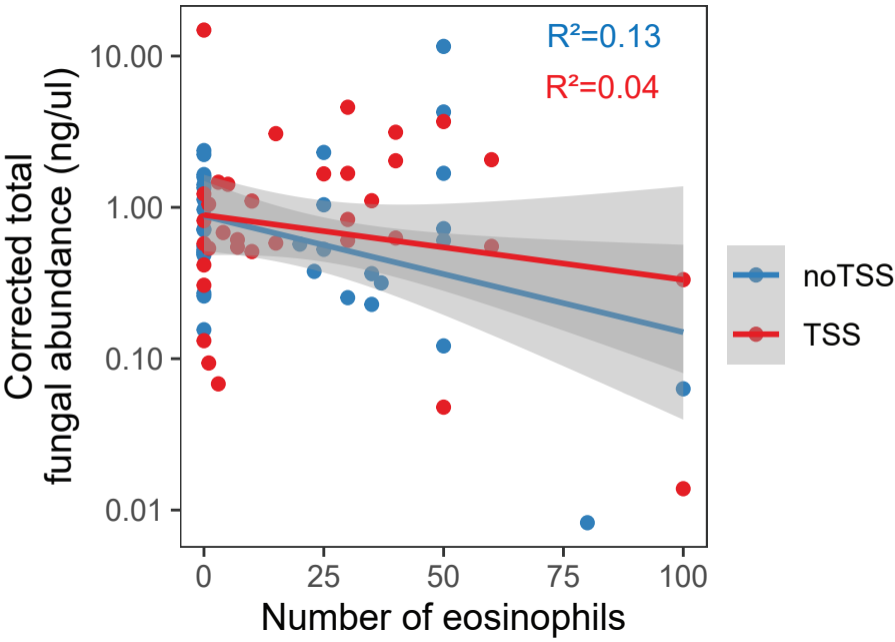 R²=0.13
R²=0.04
Corrected total
fungal abundance (ng/ul)
10.00
1.00
0.10
0.01
0 25 50 75 100
Number of eosinophils
noTSS
TSS